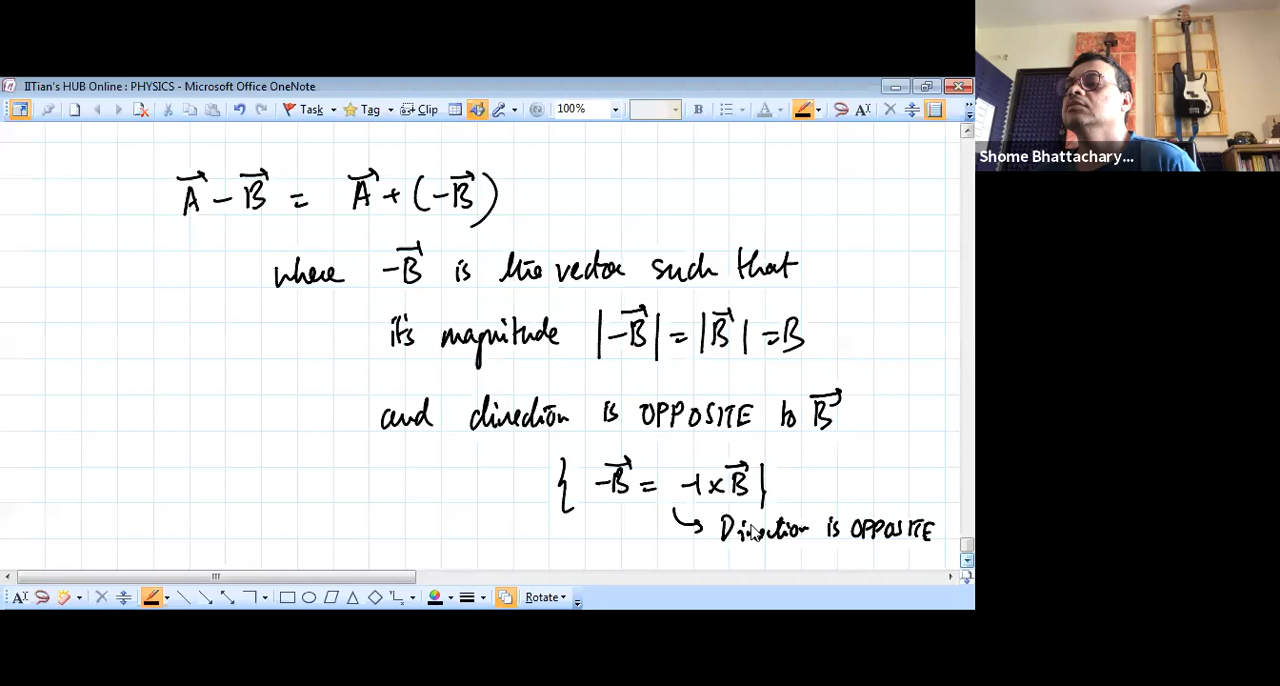 IITian's HUB Online : PHYSICS - Microsoft Office OneNote
Task Tag Clip 100% B A A
Shome Bhattachary...
A⃗ - B⃗ = A⃗ + (-B⃗)
where -B⃗ is the vector such that
it's magnitude |-B⃗| = |B⃗| = B
and direction is OPPOSITE to B⃗
{ -B⃗ = -1 × B⃗ }
↳ Direction is OPPOSITE
A Rotate